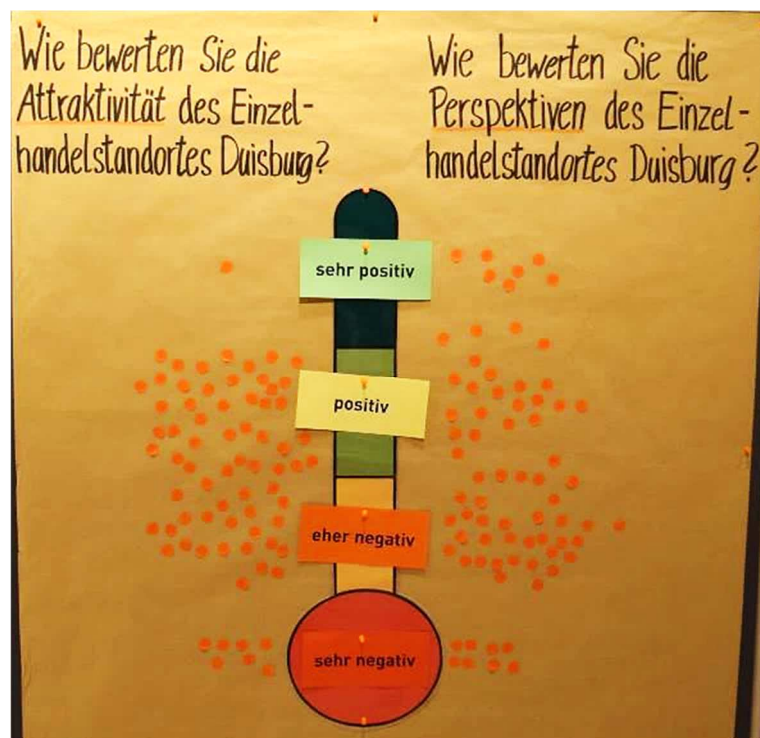 Wie bewerten Sie die
Attraktivität des Einzel-
handelstandortes Duisburg?
Wie bewerten Sie die
Perspektiven des Einzel-
handelstandortes Duisburg?
sehr positiv
positiv
eher negativ
sehr negativ